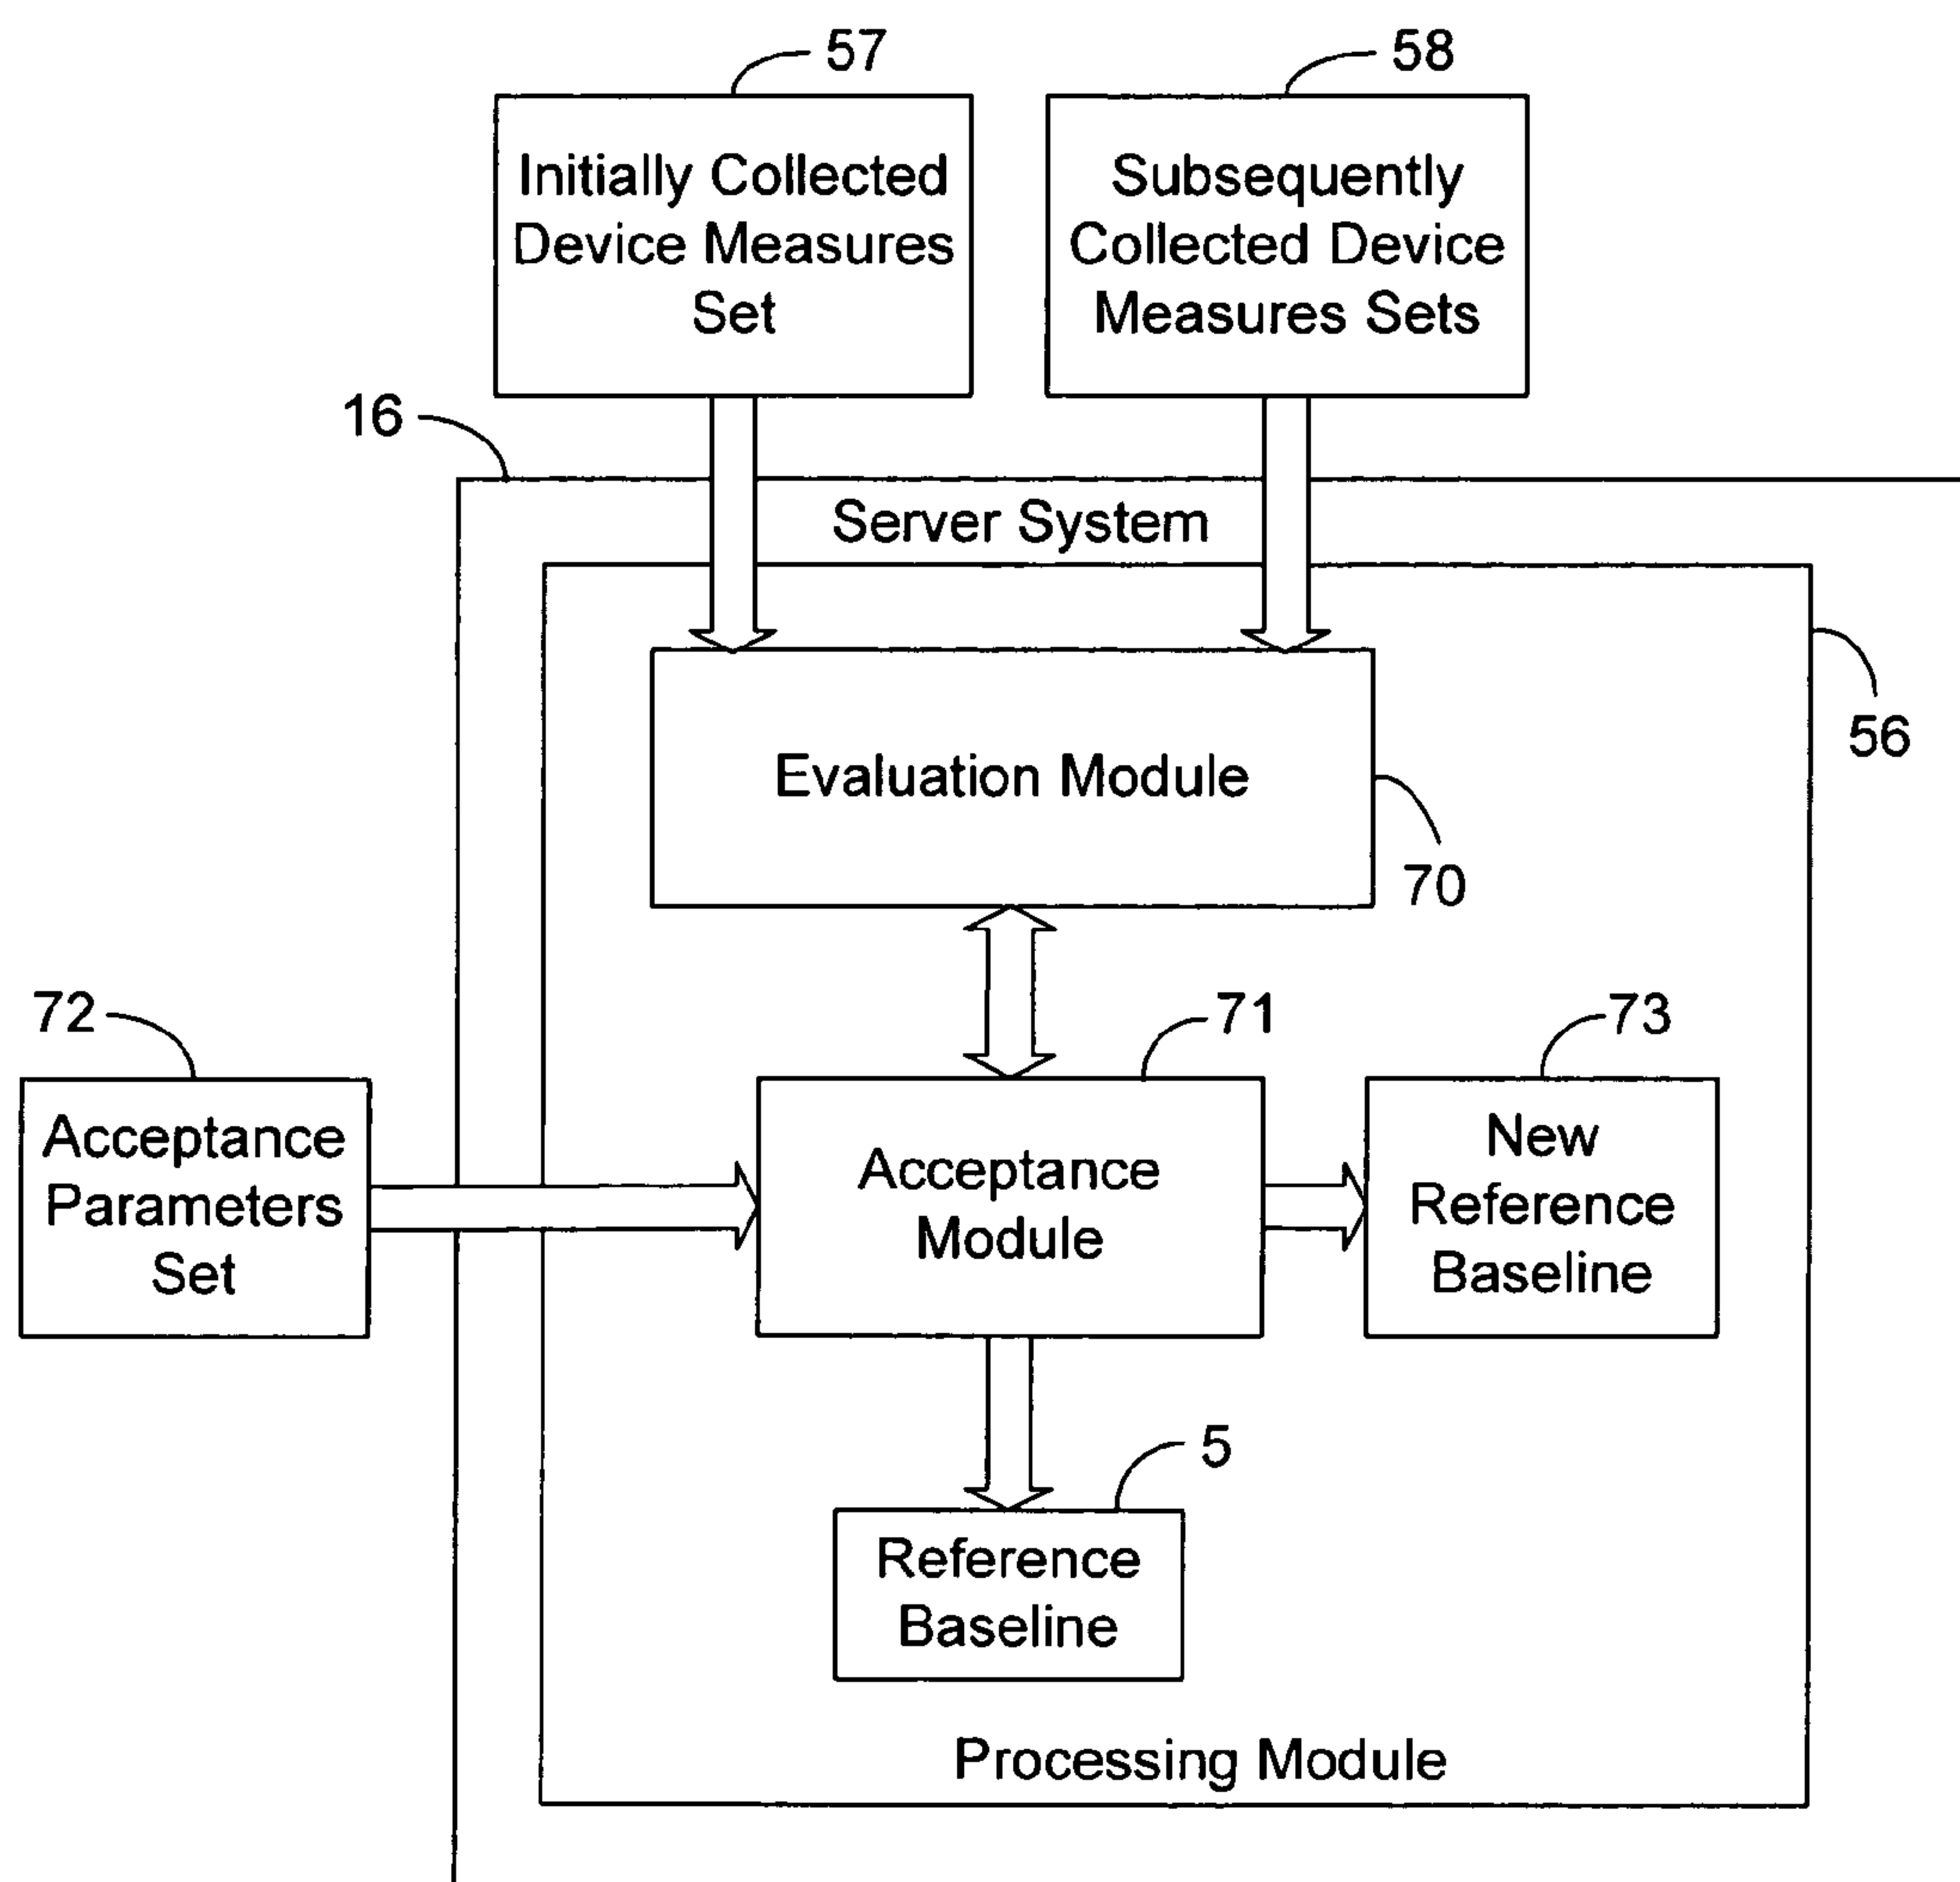 57
58
Initially Collected
Device Measures
Set
Subsequently
Collected Device
Measures Sets
16
Server System
56
Evaluation Module
70
72
71
73
Acceptance
Parameters
Set
Acceptance
Module
New
Reference
Baseline
5
Reference
Baseline
Processing Module